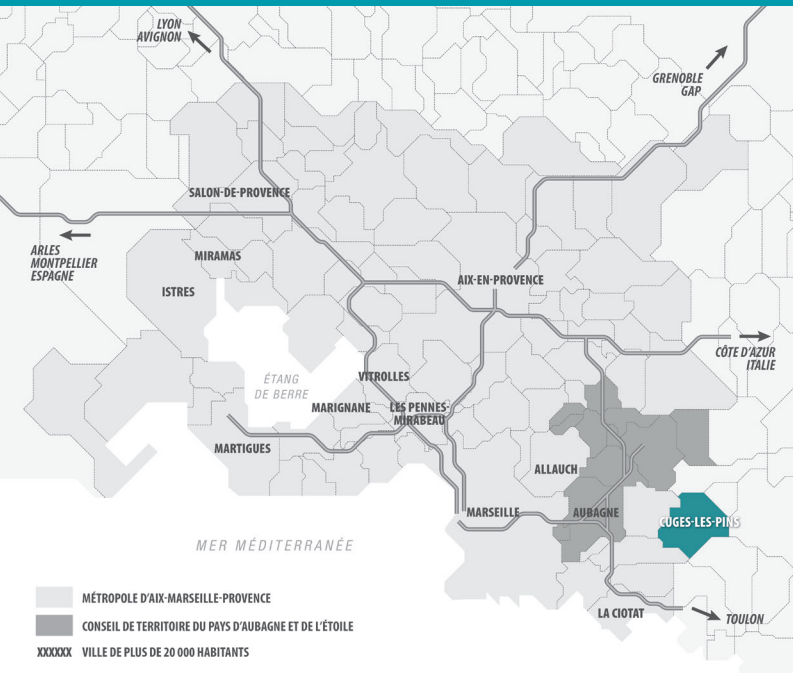 LYON
AVIGNON
GRENOBLE
GAP
SALON-DE-PROVENCE
ARLES
MONTPELLIER
ESPAGNE
MIRAMAS
ISTRES
AIX-EN-PROVENCE
CÔTE D'AZUR
ITALIE
ÉTANG
DE BERRE
VITROLLES
MARIGNANE
LES PENNES-
MIRABEAU
MARTIGUES
ALLAUCH
MARSEILLE
AUBAGNE
CUGES-LES-PINS
MER MÉDITERRANÉE
MÉTROPOLE D'AIX-MARSEILLE-PROVENCE
CONSEIL DE TERRITOIRE DU PAYS D'AUBAGNE ET DE L'ÉTOILE
XXXXXX VILLE DE PLUS DE 20 000 HABITANTS
LA CIOTAT
TOULON